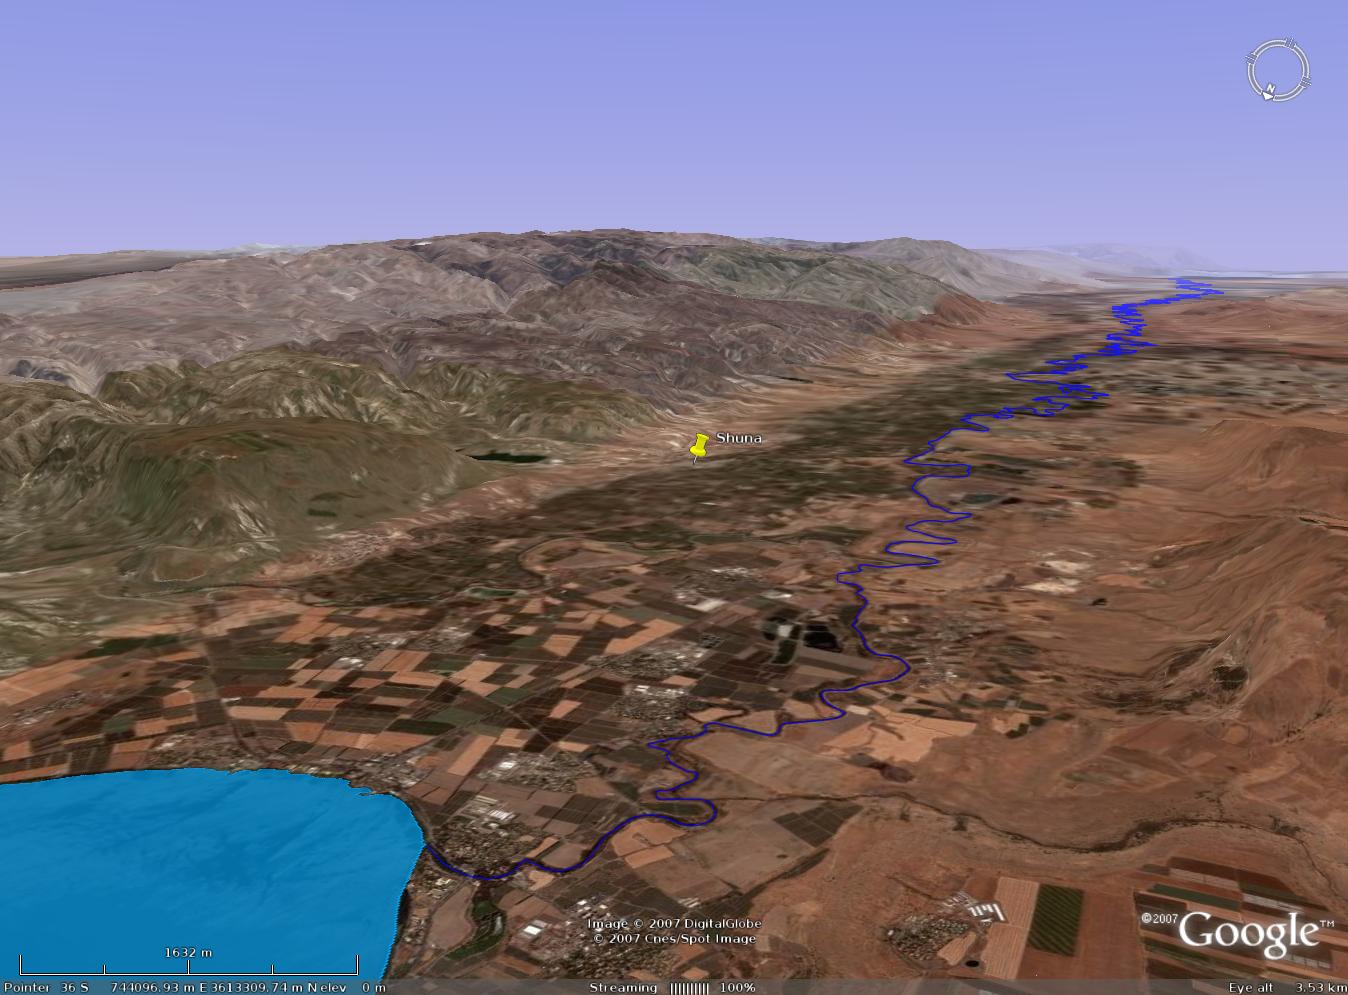 N
Shuna
Image © 2007 DigitalGlobe
© 2007 Cnes/Spot Image
©2007 Google™
1632 m
Pointer 36 S 744096.93 m E 3613309.74 m N elev 0 m Streaming |||||||||| 100% Eye alt 3.53 km